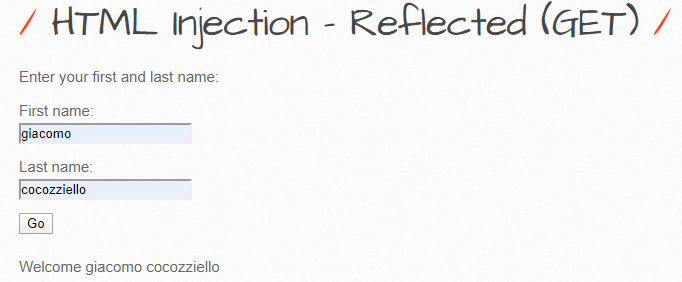 / HTML Injection - Reflected (GET) /
Enter your first and last name:
First name:
giacomo
Last name:
cocozziello
Go
Welcome giacomo cocozziello